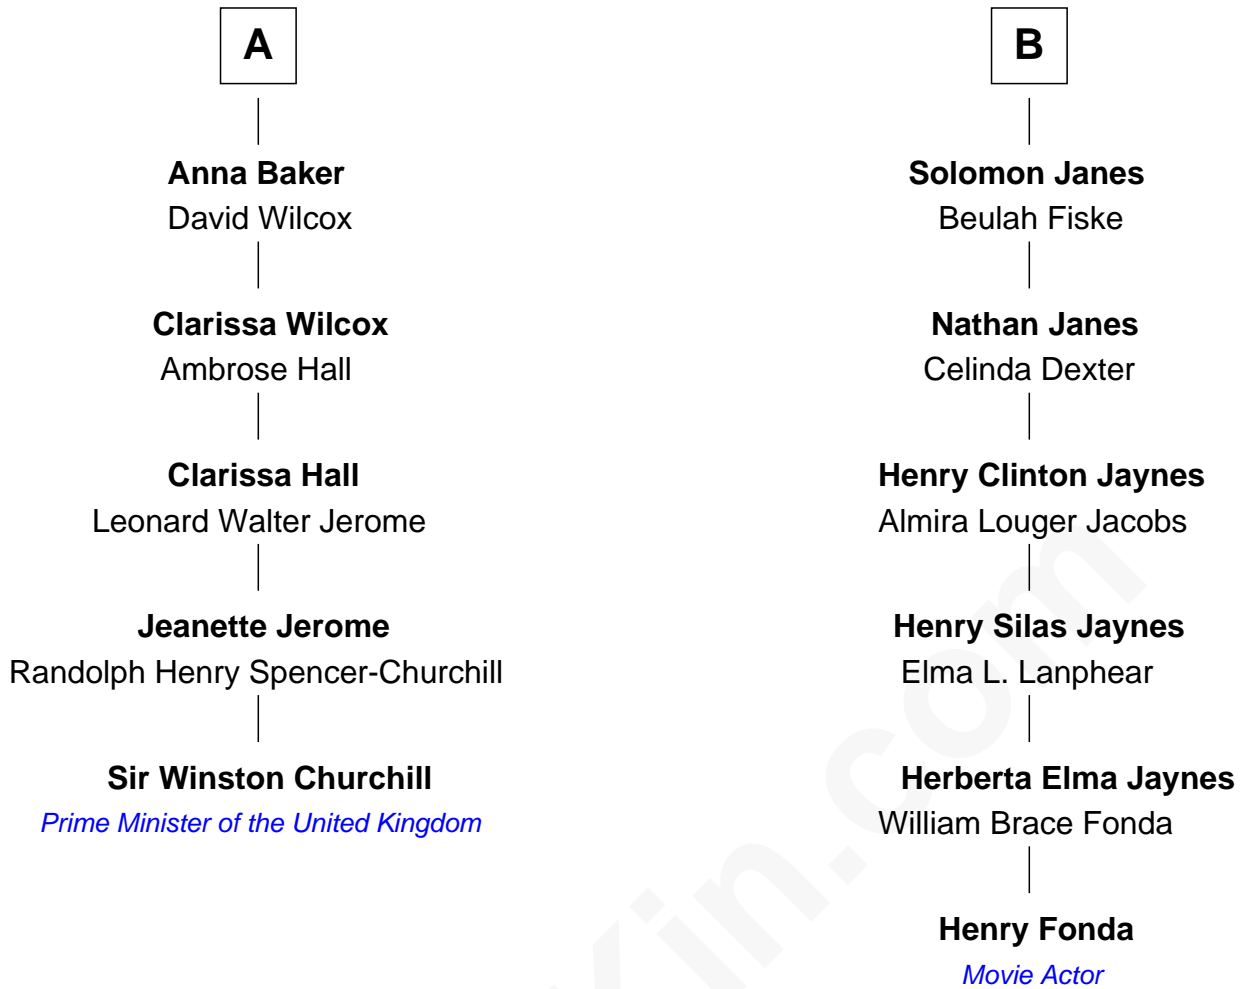 A
B
Anna Baker
David Wilcox
Solomon Janes
Beulah Fiske
Clarissa Wilcox
Ambrose Hall
Nathan Janes
Celinda Dexter
Clarissa Hall
Leonard Walter Jerome
Henry Clinton Jaynes
Almira Louger Jacobs
Jeanette Jerome
Randolph Henry Spencer-Churchill
Henry Silas Jaynes
Elma L. Lanphear
Sir Winston Churchill
Prime Minister of the United Kingdom
Herberta Elma Jaynes
William Brace Fonda
Henry Fonda
Movie Actor